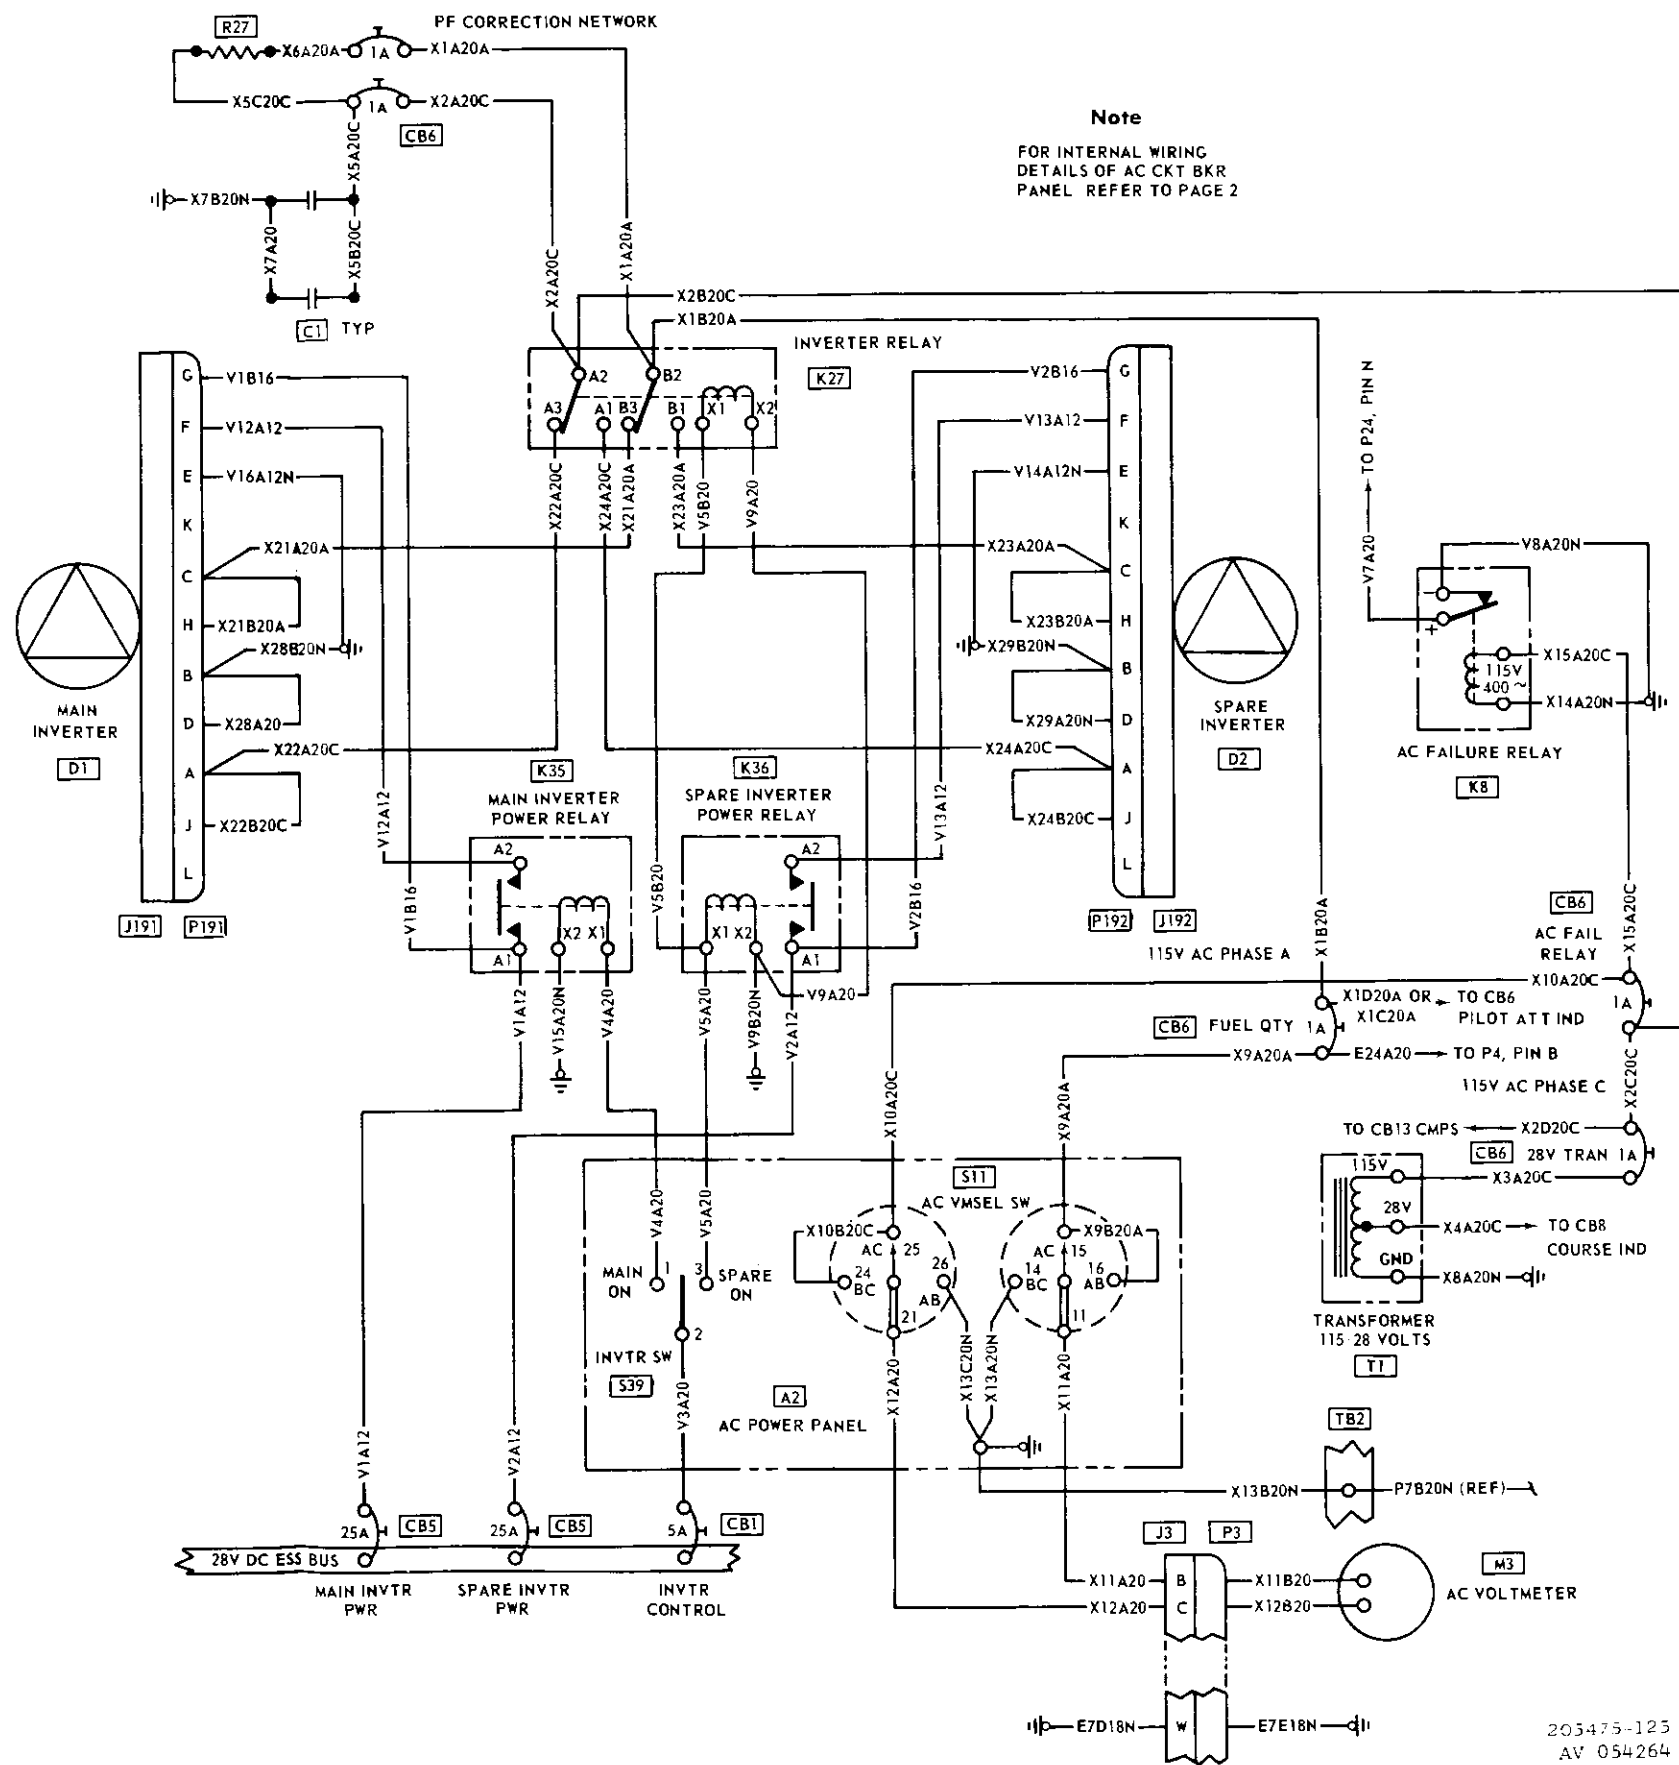 R27
PF CORRECTION NETWORK
X6A20A
1A
X1A20A
X5C20C
1A
X2A20C
CB6
X5A20C
Note
FOR INTERNAL WIRING
DETAILS OF AC CKT BKR
PANEL REFER TO PAGE 2
X7B20N
X7A20
X5B20C
C1 TYP
X2A20C
X1A20A
X2B20C
X1B20A
INVERTER RELAY
K27
A2
B2
A3
A1
B3
B1
X1
X2
X22A20C
X24A20C
X21A20A
X23A20A
V5B20
V9A20
G
V1B16
F
V12A12
E
V16A12N
K
X21A20A
C
H
X21B20A
X28B20N
B
D
X28A20
X22A20C
A
J
X22B20C
L
MAIN
INVERTER
D1
J191
P191
V2B16
G
V13A12
F
V14A12N
E
K
X23A20A
C
X23B20A
H
X29B20N
B
X29A20N
D
X24A20C
A
X24B20C
J
L
SPARE
INVERTER
D2
P192
J192
TO P24, PIN N
V7A20
V8A20N
−
+
115V
400 ~
X15A20C
X14A20N
AC FAILURE RELAY
K8
K35
MAIN INVERTER
POWER RELAY
K36
SPARE INVERTER
POWER RELAY
V12A12
V1B16
A2
X2
X1
A1
V5B20
A2
X1
X2
A1
V13A12
V2B16
V9A20
V1A12
V15A20N
V4A20
V5A20
V9B20N
V2A12
X1B20A
115V AC PHASE A
CB6
AC FAIL
RELAY
X15A20C
X10A20C
1A
X1D20A OR
X1C20A
TO CB6
PILOT ATT IND
CB6
FUEL QTY
1A
X9A20A
E24A20
TO P4, PIN B
115V AC PHASE C
X2C20C
X10A20C
X9A20A
TO CB13 CMPS
X2D20C
CB6
28V TRAN
1A
115V
X3A20C
28V
X4A20C
TO CB8
COURSE IND
GND
X8A20N
TRANSFORMER
115-28 VOLTS
T1
S11
AC VMSEL SW
X10B20C
AC
25
24
BC
26
AB
21
X9B20A
AC
15
14
BC
16
AB
11
V4A20
V5A20
MAIN
ON
1
3
SPARE
ON
2
INVTR SW
S39
V3A20
A2
AC POWER PANEL
X12A20
X13C20N
X13A20N
X11A20
TB2
X13B20N
P7B20N (REF)
V1A12
V2A12
25A
CB5
25A
CB5
5A
CB1
28V DC ESS BUS
MAIN INVTR
PWR
SPARE INVTR
PWR
INVTR
CONTROL
J3
P3
X11A20
B
X11B20
X12A20
C
X12B20
M3
AC VOLTMETER
E7D18N
W
E7E18N
205475-125
AV 054264